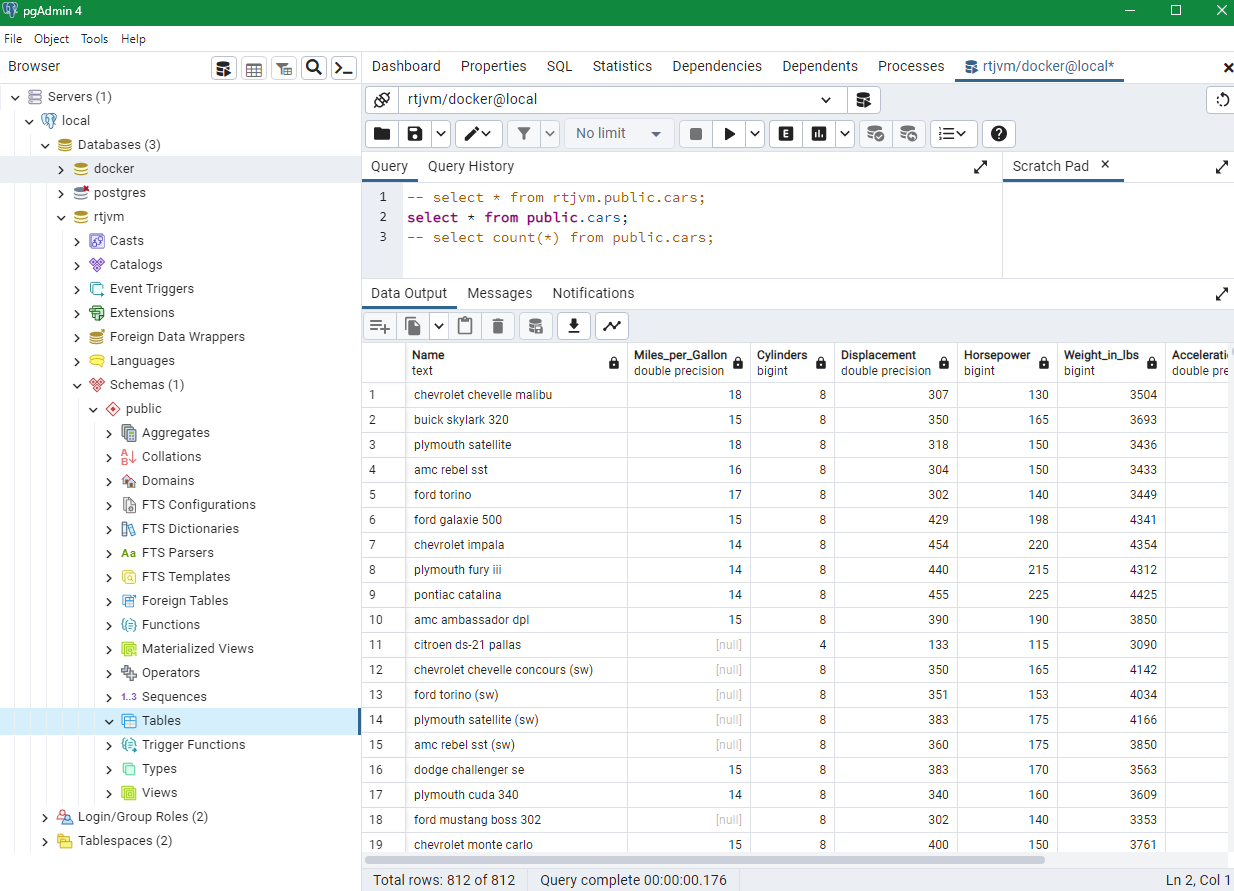 pgAdmin 4
File Object Tools Help
Browser
Servers (1)
local
Databases (3)
docker
postgres
rtjvm
Casts
Catalogs
Event Triggers
Extensions
Foreign Data Wrappers
Languages
Schemas (1)
public
Aggregates
Collations
Domains
FTS Configurations
FTS Dictionaries
Aa FTS Parsers
FTS Templates
Foreign Tables
Functions
Materialized Views
Operators
1..3 Sequences
Tables
Trigger Functions
Types
Views
Login/Group Roles (2)
Tablespaces (2)
Dashboard Properties SQL Statistics Dependencies Dependents Processes rtjvm/docker@local*
rtjvm/docker@local
No limit E
Query Query History
Scratch Pad
1 -- select * from rtjvm.public.cars;
2 select * from public.cars;
3 -- select count(*) from public.cars;
Data Output Messages Notifications
Name Miles_per_Gallon Cylinders Displacement Horsepower Weight_in_lbs Accelerati
text double precision bigint double precision bigint bigint double pre
1 chevrolet chevelle malibu 18 8 307 130 3504
2 buick skylark 320 15 8 350 165 3693
3 plymouth satellite 18 8 318 150 3436
4 amc rebel sst 16 8 304 150 3433
5 ford torino 17 8 302 140 3449
6 ford galaxie 500 15 8 429 198 4341
7 chevrolet impala 14 8 454 220 4354
8 plymouth fury iii 14 8 440 215 4312
9 pontiac catalina 14 8 455 225 4425
10 amc ambassador dpl 15 8 390 190 3850
11 citroen ds-21 pallas [null] 4 133 115 3090
12 chevrolet chevelle concours (sw) [null] 8 350 165 4142
13 ford torino (sw) [null] 8 351 153 4034
14 plymouth satellite (sw) [null] 8 383 175 4166
15 amc rebel sst (sw) [null] 8 360 175 3850
16 dodge challenger se 15 8 383 170 3563
17 plymouth cuda 340 14 8 340 160 3609
18 ford mustang boss 302 [null] 8 302 140 3353
19 chevrolet monte carlo 15 8 400 150 3761
Total rows: 812 of 812 Query complete 00:00:00.176 Ln 2, Col 1